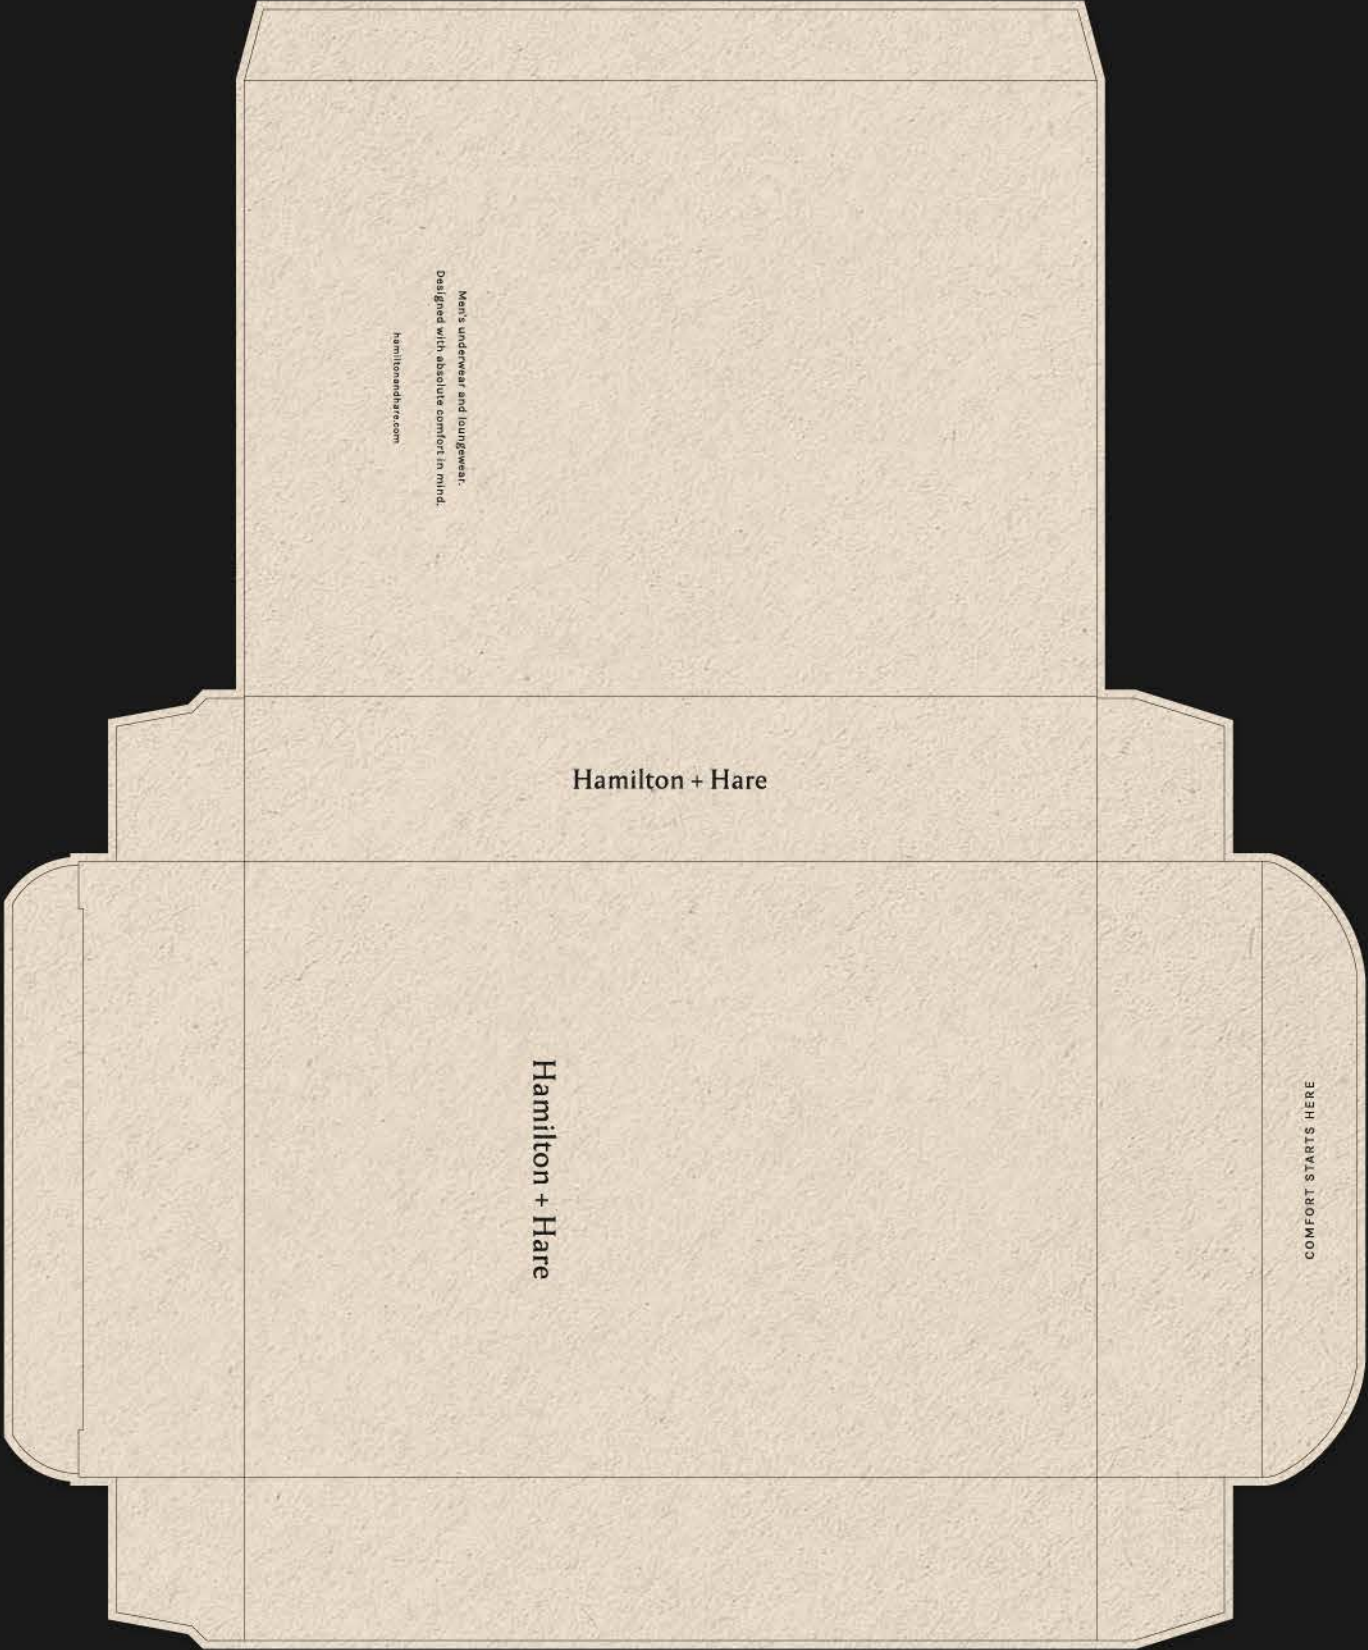 Men's underwear and loungewear.
Designed with absolute comfort in mind.
hamiltonandhare.com
Hamilton + Hare
Hamilton + Hare
COMFORT STARTS HERE